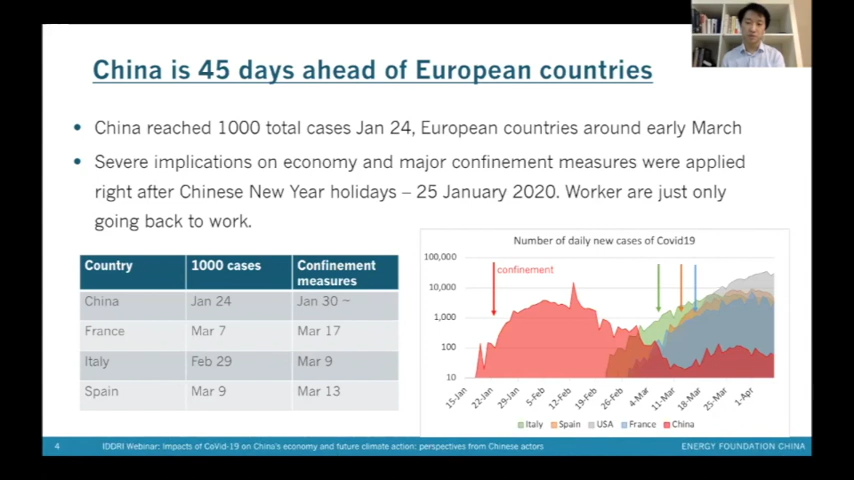 China is 45 days ahead of European countries
• China reached 1000 total cases Jan 24, European countries around early March
• Severe implications on economy and major confinement measures were applied
right after Chinese New Year holidays – 25 January 2020. Worker are just only
going back to work.
Country 1000 cases Confinement
measures
China Jan 24 Jan 30 ~
France Mar 7 Mar 17
Italy Feb 29 Mar 9
Spain Mar 9 Mar 13
Number of daily new cases of Covid19
100,000
confinement
10,000
1,000
100
10
15-Jan 22-Jan 29-Jan 5-Feb 12-Feb 19-Feb 26-Feb 4-Mar 11-Mar 18-Mar 25-Mar 1-Apr
Italy Spain USA France China
4 IDDRI Webinar: Impacts of CoVid-19 on China's economy and future climate action: perspectives from Chinese actors ENERGY FOUNDATION CHINA